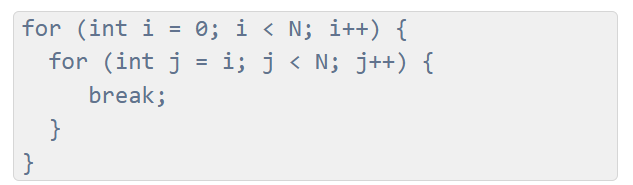 for (int i = 0; i < N; i++) {
  for (int j = i; j < N; j++) {
     break;
  }
}